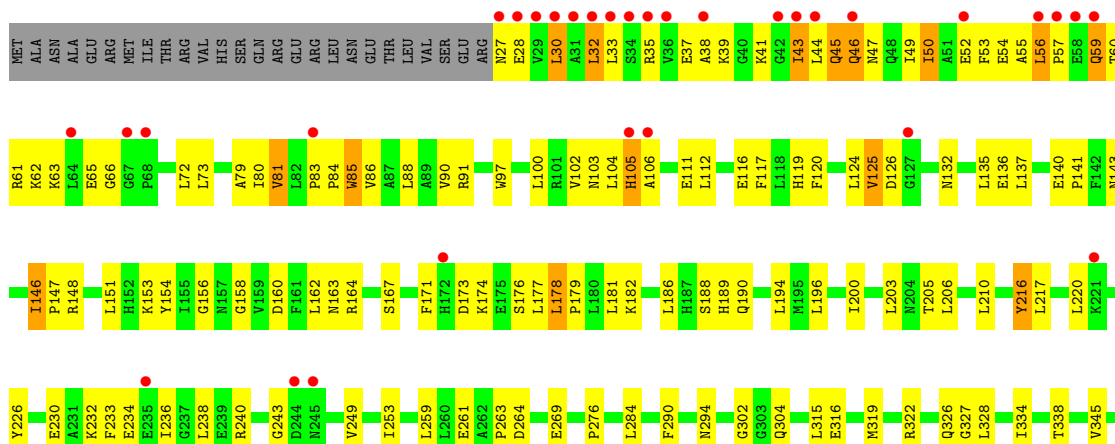 MET ALA ASN ALA GLU ARG MET ILE THR ARG VAL HIS SER GLN ARG GLU ARG LEU ASN GLU THR LEU VAL SER GLU ARG N27 E28 V29 L30 A31 L32 L33 S34 R35 V36 E37 A38 K39 G40 K41 G42 I43 L44 Q45 Q46 N47 Q48 I49 I50 A51 E52 F53 E54 A55 L56 P57 E58 Q59 T60
R61 K62 K63 L64 E65 G66 G67 P68 L72 L73 A79 I80 V81 L82 P83 P84 W85 V86 A87 L88 A89 V90 R91 W97 L100 R101 V102 N103 L104 H105 A106 E111 L112 E116 F117 L118 H119 F120 L124 V125 D126 G127 N132 L135 E136 L137 E140 P141 F142 N143
I146 P147 R148 L151 H152 K153 Y154 I155 G156 N157 G158 V159 D160 F161 L162 N163 R164 S167 F171 H172 D173 K174 E175 S176 L177 L178 P179 L180 L181 K182 L186 H187 S188 H189 Q190 L194 M195 L196 I200 L203 N204 T205 L206 L210 Y216 L217 L220 K221
Y226 E230 A231 K232 F233 E234 E235 I236 G237 L238 E239 R240 G243 D244 N245 V249 I253 L259 L260 E261 A262 P263 D264 E269 P276 L284 F290 N294 G302 G303 Q304 L315 E316 M319 R322 Q326 G327 L328 L334 T338 V345